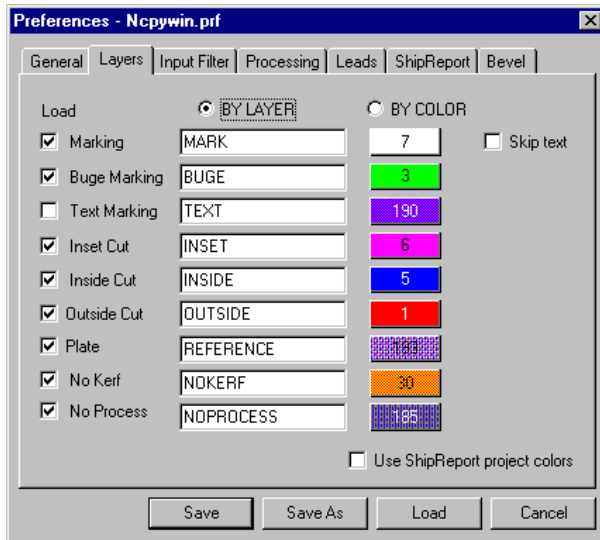 Preferences - Ncpywin.prf
General Layers Input Filter Processing Leads ShipReport Bevel
Load BY LAYER BY COLOR
Marking MARK 7 Skip text
Buge Marking BUGE 3
Text Marking TEXT 190
Inset Cut INSET 6
Inside Cut INSIDE 5
Outside Cut OUTSIDE 1
Plate REFERENCE
No Kerf NOKERF 30
No Process NOPROCESS 185
Use ShipReport project colors
Save Save As Load Cancel